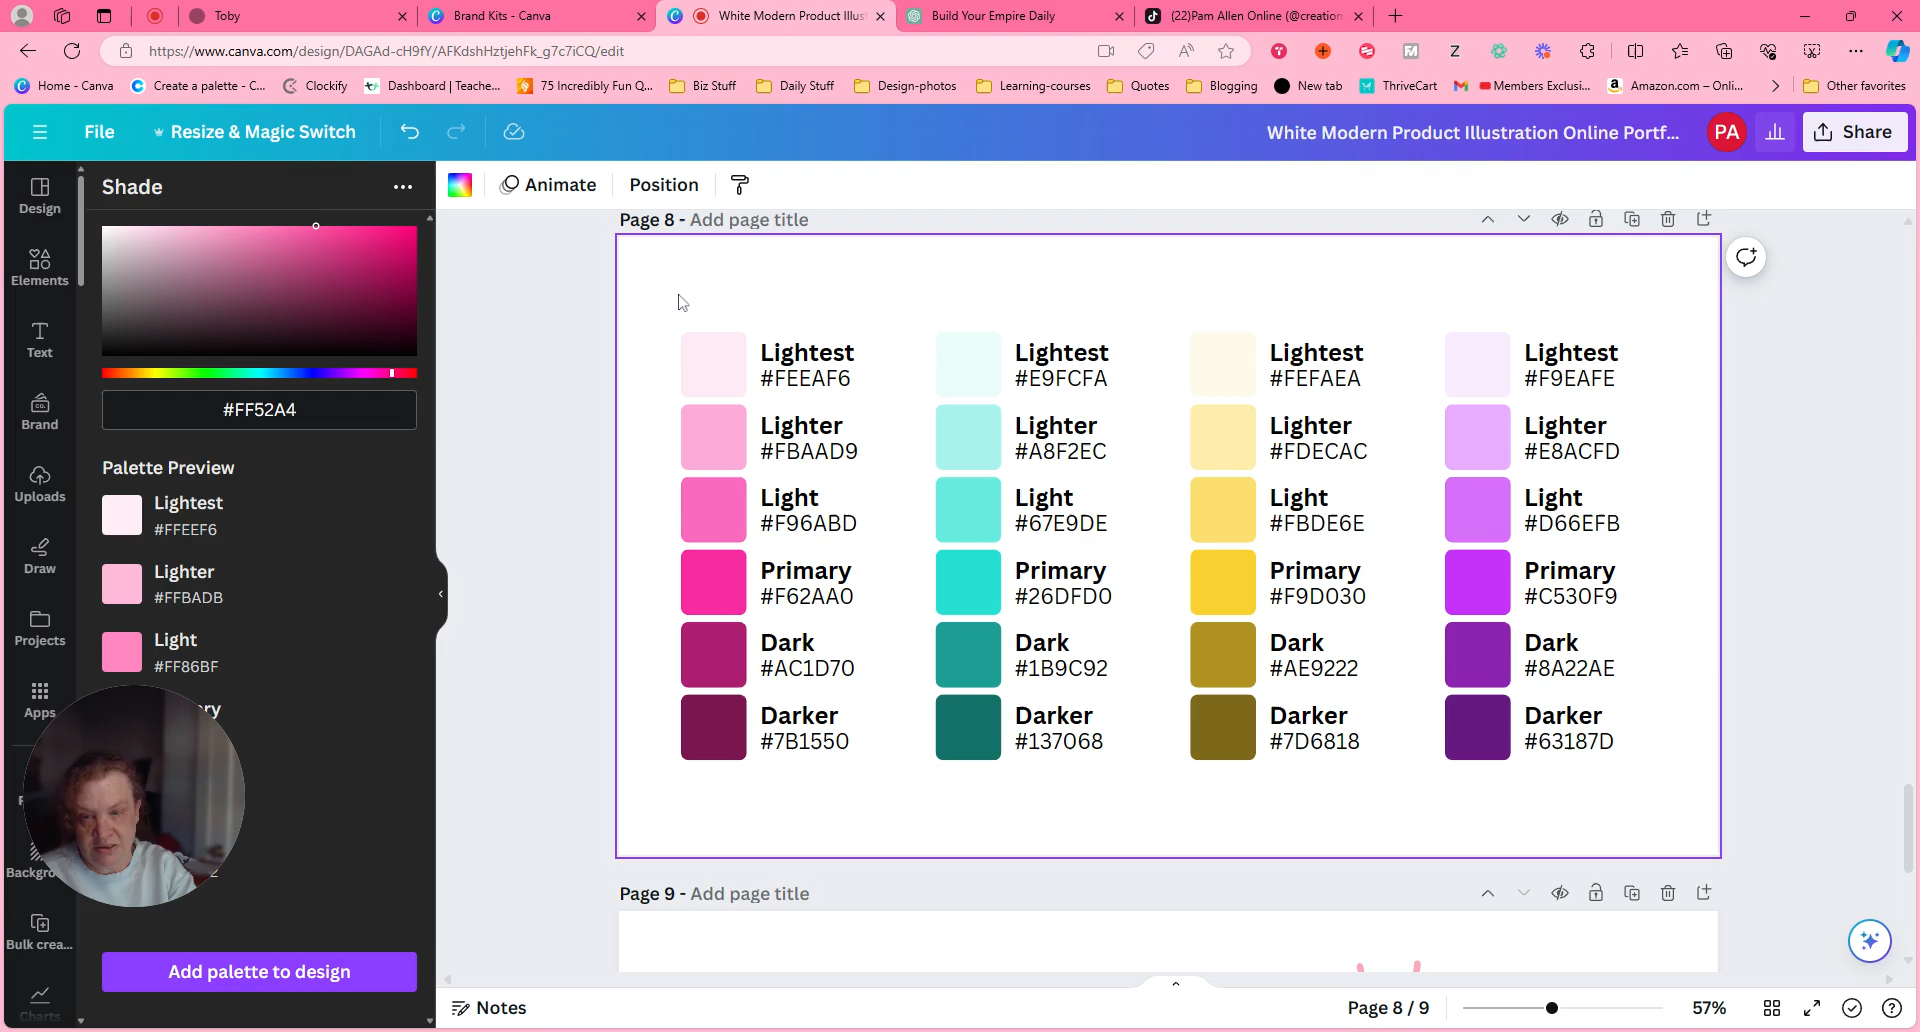 Toby
Brand Kits - Canva
White Modern Product Illus
Build Your Empire Daily
(22)Pam Allen Online (@creation
https://www.canva.com/design/DAGAd-cH9fY/AFKdshHztjehFk_g7c7iCQ/edit
Home - Canva
Create a palette - C...
Clockify
Dashboard | Teache...
75 Incredibly Fun Q...
Biz Stuff
Daily Stuff
Design-photos
Learning-courses
Quotes
Blogging
New tab
ThriveCart
Members Exclusi...
Amazon.com – Onli...
Other favorites
File
Resize & Magic Switch
White Modern Product Illustration Online Portf...
PA
Share
Design
Elements
Text
Brand
Uploads
Draw
Projects
Apps
Backgro
Bulk crea...
Charts
Shade
#FF52A4
Palette Preview
Lightest
#FFEEF6
Lighter
#FFBADB
Light
#FF86BF
ry
Add palette to design
Animate
Position
Page 8 - Add page title
Lightest
#FEEAF6
Lighter
#FBAAD9
Light
#F96ABD
Primary
#F62AA0
Dark
#AC1D70
Darker
#7B1550
Lightest
#E9FCFA
Lighter
#A8F2EC
Light
#67E9DE
Primary
#26DFD0
Dark
#1B9C92
Darker
#137068
Lightest
#FEFAEA
Lighter
#FDECAC
Light
#FBDE6E
Primary
#F9D030
Dark
#AE9222
Darker
#7D6818
Lightest
#F9EAFE
Lighter
#E8ACFD
Light
#D66EFB
Primary
#C530F9
Dark
#8A22AE
Darker
#63187D
Page 9 - Add page title
Notes
Page 8 / 9
57%